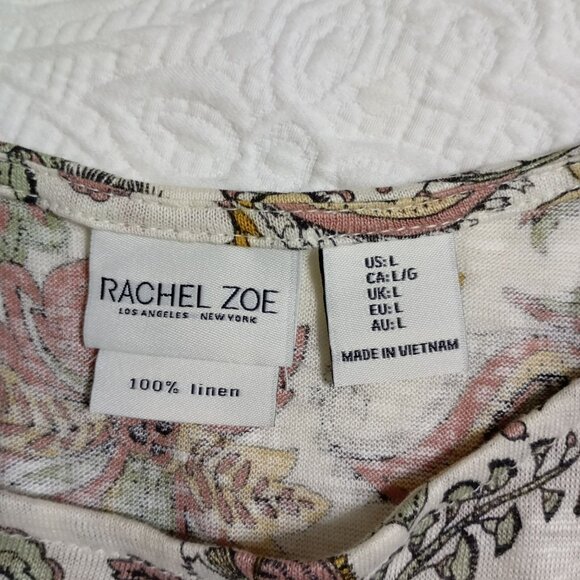 RACHEL ZOE
LOS ANGELES NEW YORK
100% linen
US: L
CA: L/G
UK: L
EU: L
AU: L
MADE IN VIETNAM